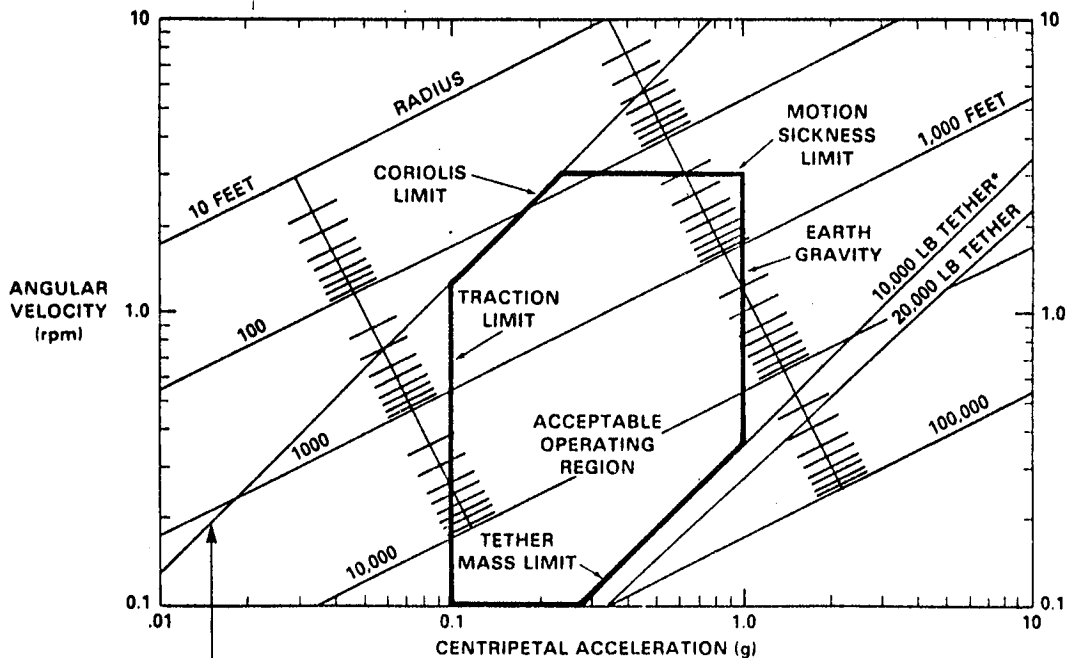 10
10
RADIUS
MOTION
SICKNESS
LIMIT
1,000 FEET
CORIOLIS
LIMIT
10 FEET
10,000 LB TETHER*
EARTH
GRAVITY
20,000 LB TETHER
ANGULAR
VELOCITY
(rpm)
1.0
TRACTION
LIMIT
1.0
100
ACCEPTABLE
OPERATING
REGION
100,000
1000
10,000
TETHER
MASS LIMIT
0.1
0.1
.01
0.1
1.0
10
CENTRIPETAL ACCELERATION (g)